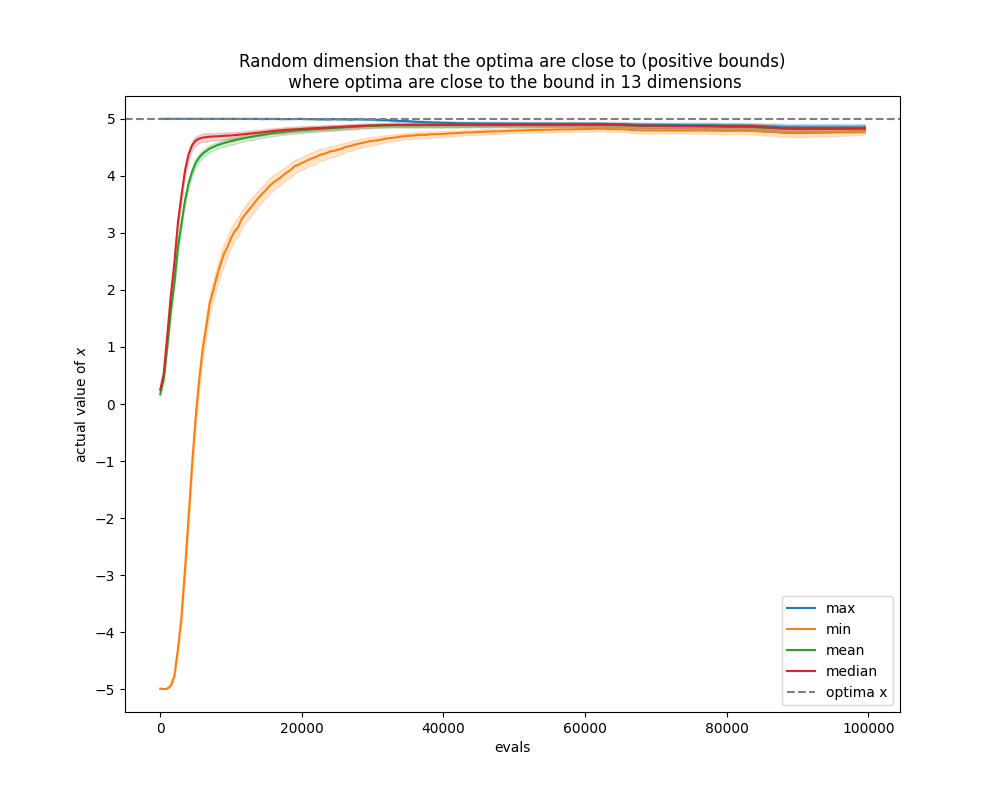 Random dimension that the optima are close to (positive bounds)
where optima are close to the bound in 13 dimensions
actual value of x
5
4
3
2
1
0
−1
−2
−3
−4
−5
0
20000
40000
60000
80000
100000
evals
max
min
mean
median
optima x